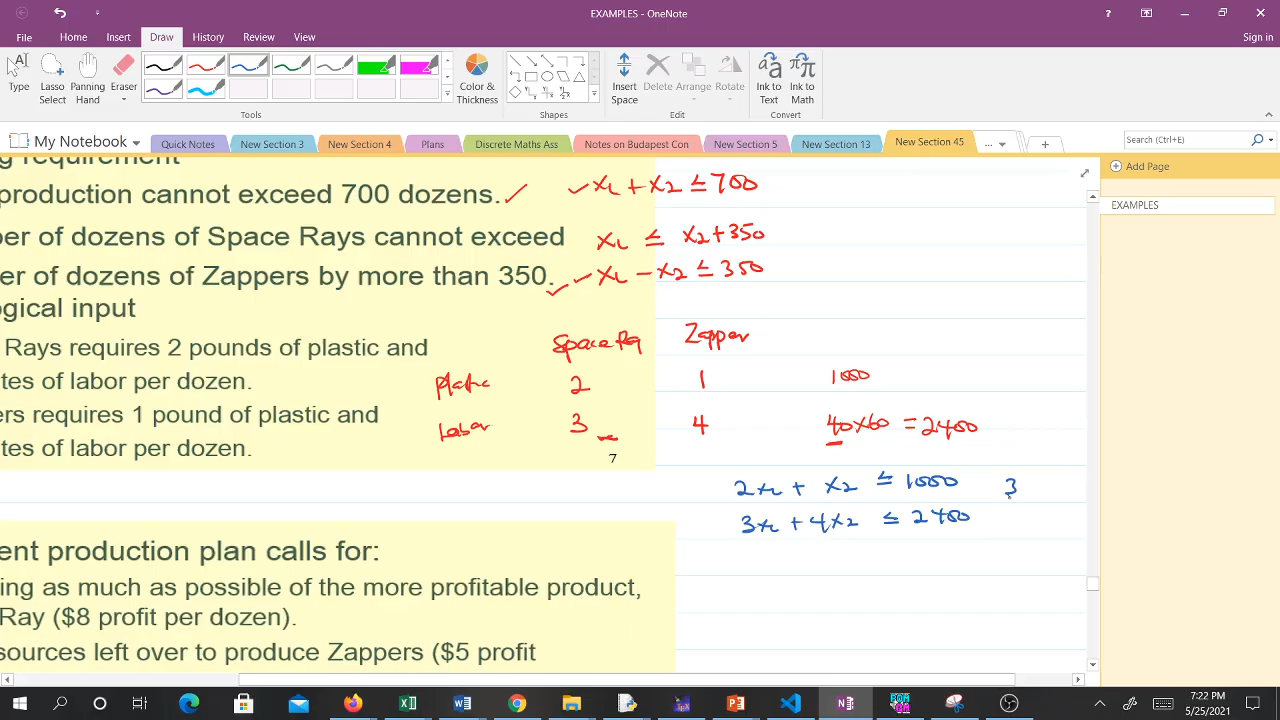 EXAMPLES - OneNote
?
File
Home
Insert
Draw
History
Review
View
Sign in
Type
Lasso Select
Panning Hand
Eraser
Color & Thickness
Insert Space
Delete
Arrange
Rotate
Ink to Text
Ink to Math
Tools
Shapes
Edit
Convert
My Notebook
Quick Notes
New Section 3
New Section 4
Plans
Discrete Maths Ass
Notes on Budapest Con
New Section 5
New Section 13
New Section 45
...
Search (Ctrl+E)
Add Page
EXAMPLES
g requirement
production cannot exceed 700 dozens. ✓ ✓ x1 + x2 ≤ 700
per of dozens of Space Rays cannot exceed x1 ≤ x2 + 350
er of dozens of Zappers by more than 350. ✓ ✓ x1 - x2 ≤ 350
ogical input
Space Ray Zapper
Rays requires 2 pounds of plastic and
tes of labor per dozen. Plastic 2 1 1000
ers requires 1 pound of plastic and
Labor 3 4 40x60 = 2400
tes of labor per dozen.
7
2x1 + x2 ≤ 1000 3
3x1 + 4x2 ≤ 2400
ent production plan calls for:
ing as much as possible of the more profitable product,
Ray ($8 profit per dozen).
sources left over to produce Zappers ($5 profit
7:22 PM
5/25/2021